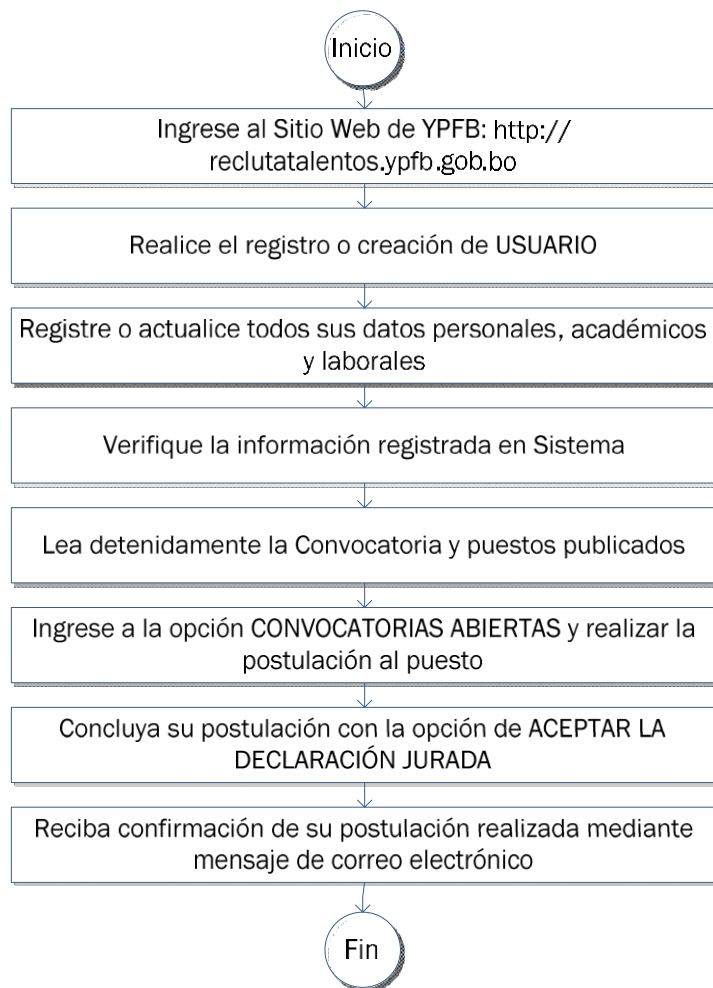 Inicio
Ingrese al Sitio Web de YPFB: http://
reclutatalentos.ypfb.gob.bo
Realice el registro o creación de USUARIO
Registre o actualice todos sus datos personales, académicos
y laborales
Verifique la información registrada en Sistema
Lea detenidamente la Convocatoria y puestos publicados
Ingrese a la opción CONVOCATORIAS ABIERTAS y realizar la
postulación al puesto
Concluya su postulación con la opción de ACEPTAR LA
DECLARACIÓN JURADA
Reciba confirmación de su postulación realizada mediante
mensaje de correo electrónico
Fin